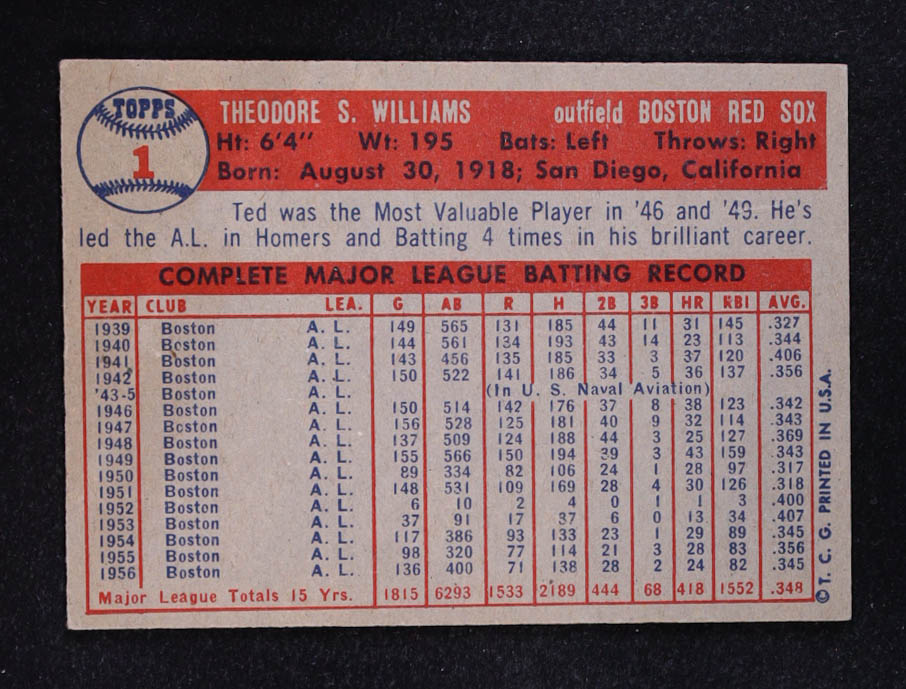 TOPPS
1
THEODORE S. WILLIAMS outfield BOSTON RED SOX
Ht: 6'4" Wt: 195 Bats: Left Throws: Right
Born: August 30, 1918; San Diego, California
Ted was the Most Valuable Player in '46 and '49. He's
led the A.L. in Homers and Batting 4 times in his brilliant career.
COMPLETE MAJOR LEAGUE BATTING RECORD
YEAR CLUB LEA. G AB R H 2B 3B HR RBI AVG.
1939 Boston A. L. 149 565 131 185 44 11 31 145 .327
1940 Boston A. L. 144 561 134 193 43 14 23 113 .344
1941 Boston A. L. 143 456 135 185 33 3 37 120 .406
1942 Boston A. L. 150 522 141 186 34 5 36 137 .356
'43-5 Boston A. L. (In U. S. Naval Aviation)
1946 Boston A. L. 150 514 142 176 37 8 38 123 .342
1947 Boston A. L. 156 528 125 181 40 9 32 114 .343
1948 Boston A. L. 137 509 124 188 44 3 25 127 .369
1949 Boston A. L. 155 566 150 194 39 3 43 159 .343
1950 Boston A. L. 89 334 82 106 24 1 28 97 .317
1951 Boston A. L. 148 531 109 169 28 4 30 126 .318
1952 Boston A. L. 6 10 2 4 0 1 1 3 .400
1953 Boston A. L. 37 91 17 37 6 0 13 34 .407
1954 Boston A. L. 117 386 93 133 23 1 29 89 .345
1955 Boston A. L. 98 320 77 114 21 3 28 83 .356
1956 Boston A. L. 136 400 71 138 28 2 24 82 .345
Major League Totals 15 Yrs. 1815 6293 1533 2189 444 68 418 1552 .348
© T. C. G. PRINTED IN U.S.A.